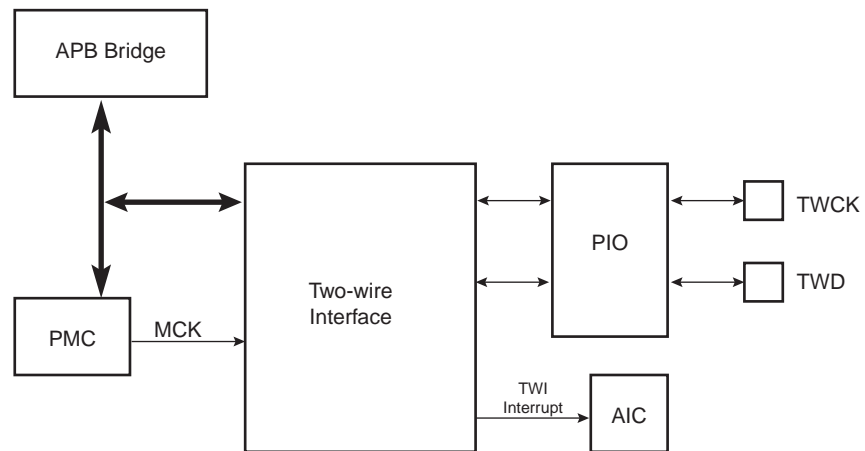 APB Bridge
TWCK
PIO
TWD
Two-wire
Interface
PMC
MCK
TWI
Interrupt
AIC